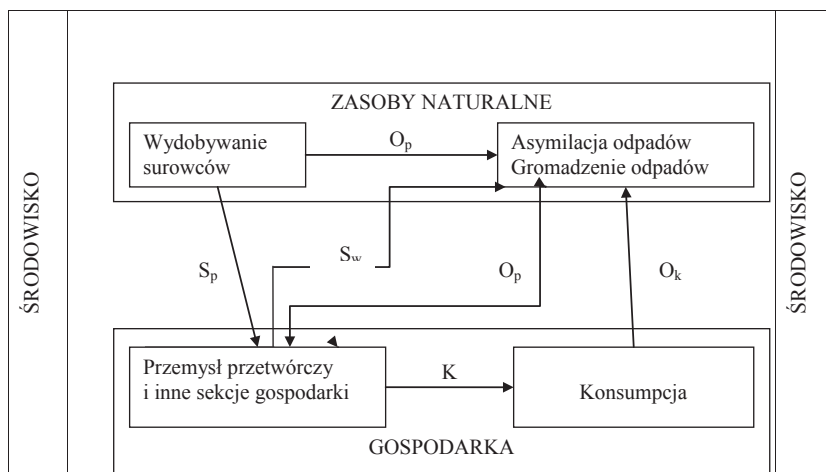 ZASOBY NATURALNE
Wydobywanie
surowców
Op
Asymilacja odpadów
Gromadzenie odpadów
ŚRODOWISKO
ŚRODOWISKO
Sp
Sw
Op
Ok
Przemysł przetwórczy
i inne sekcje gospodarki
K
Konsumpcja
GOSPODARKA